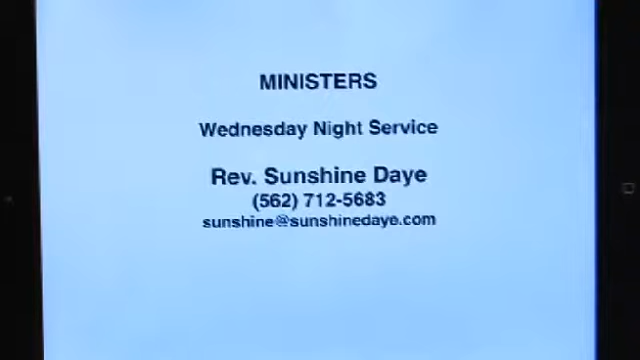 MINISTERS
Wednesday Night Service
Rev. Sunshine Daye
(562) 712-5683
sunshine@sunshinedaye.com